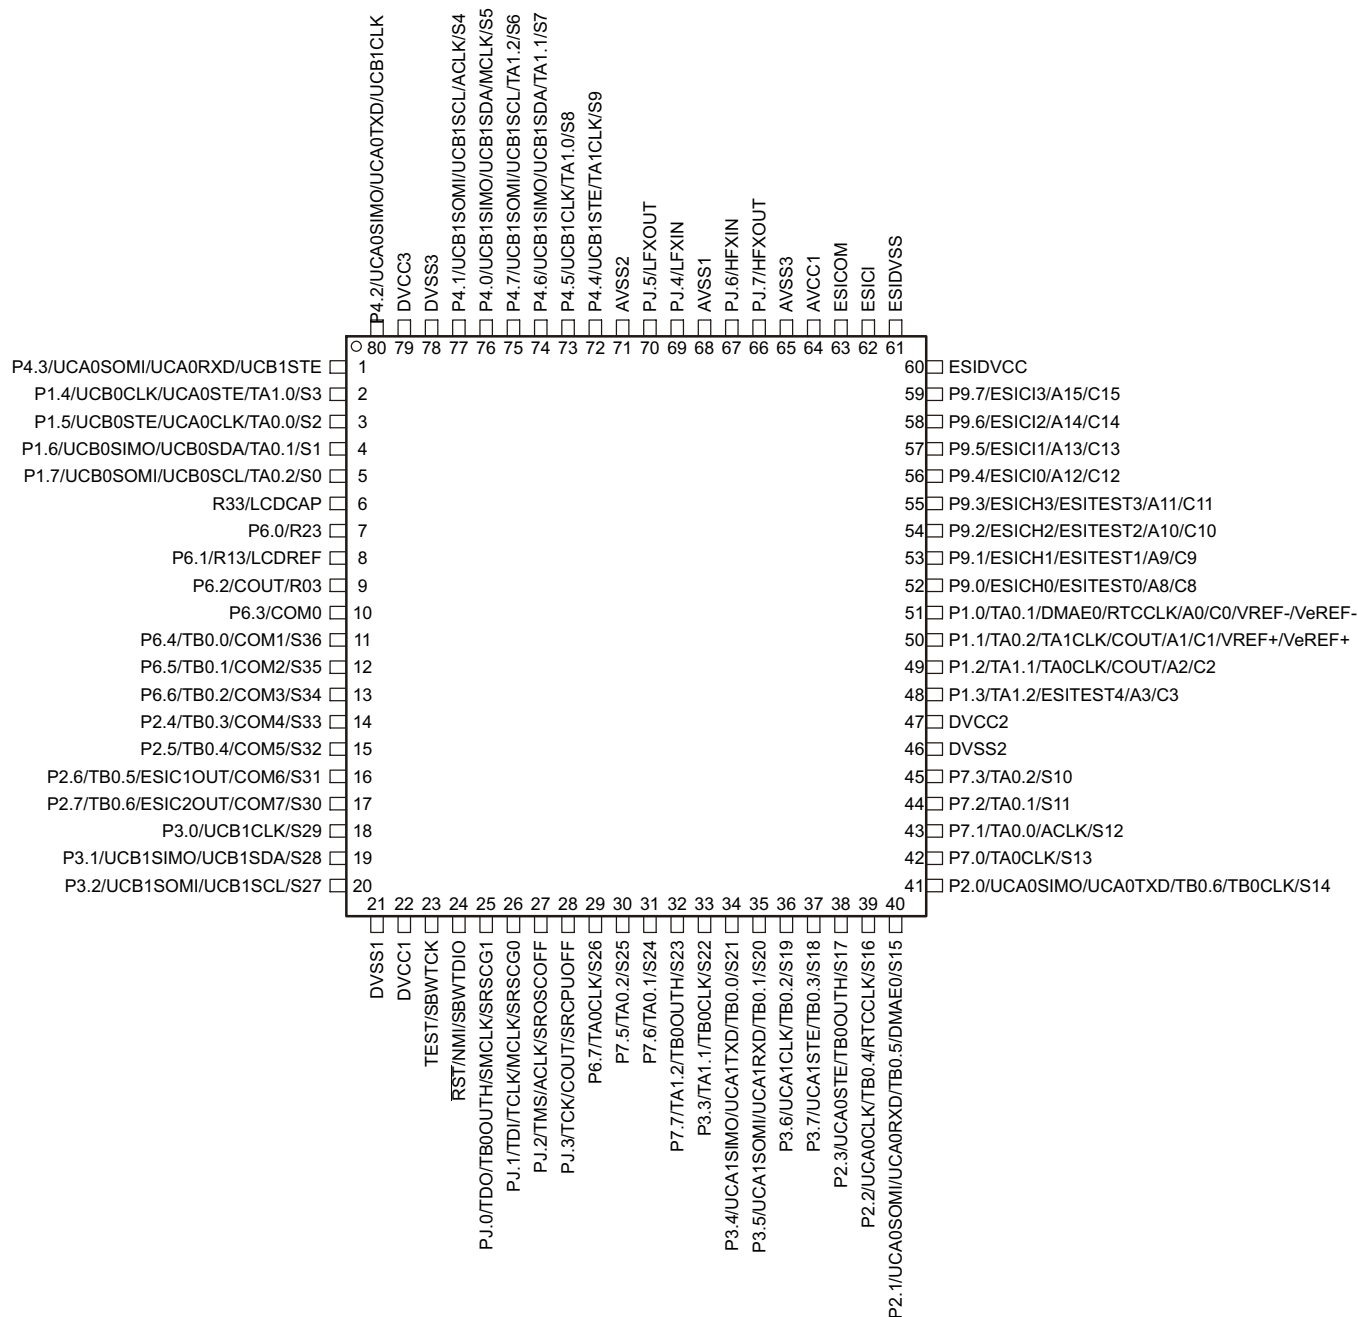 P4.2/UCA0SIMO/UCA0TXD/UCB1CLK
DVCC3
DVSS3
P4.1/UCB1SOMI/UCB1SCL/ACLK/S4
P4.0/UCB1SIMO/UCB1SDA/MCLK/S5
P4.7/UCB1SOMI/UCB1SCL/TA1.2/S6
P4.6/UCB1SIMO/UCB1SDA/TA1.1/S7
P4.5/UCB1CLK/TA1.0/S8
P4.4/UCB1STE/TA1CLK/S9
AVSS2
PJ.5/LFXOUT
PJ.4/LFXIN
AVSS1
PJ.6/HFXIN
PJ.7/HFXOUT
AVSS3
AVCC1
ESICOM
ESICI
ESIDVSS
80 79 78 77 76 75 74 73 72 71 70 69 68 67 66 65 64 63 62 61
P4.3/UCA0SOMI/UCA0RXD/UCB1STE 1
P1.4/UCB0CLK/UCA0STE/TA1.0/S3 2
P1.5/UCB0STE/UCA0CLK/TA0.0/S2 3
P1.6/UCB0SIMO/UCB0SDA/TA0.1/S1 4
P1.7/UCB0SOMI/UCB0SCL/TA0.2/S0 5
R33/LCDCAP 6
P6.0/R23 7
P6.1/R13/LCDREF 8
P6.2/COUT/R03 9
P6.3/COM0 10
P6.4/TB0.0/COM1/S36 11
P6.5/TB0.1/COM2/S35 12
P6.6/TB0.2/COM3/S34 13
P2.4/TB0.3/COM4/S33 14
P2.5/TB0.4/COM5/S32 15
P2.6/TB0.5/ESIC1OUT/COM6/S31 16
P2.7/TB0.6/ESIC2OUT/COM7/S30 17
P3.0/UCB1CLK/S29 18
P3.1/UCB1SIMO/UCB1SDA/S28 19
P3.2/UCB1SOMI/UCB1SCL/S27 20
60 ESIDVCC
59 P9.7/ESICI3/A15/C15
58 P9.6/ESICI2/A14/C14
57 P9.5/ESICI1/A13/C13
56 P9.4/ESICI0/A12/C12
55 P9.3/ESICH3/ESITEST3/A11/C11
54 P9.2/ESICH2/ESITEST2/A10/C10
53 P9.1/ESICH1/ESITEST1/A9/C9
52 P9.0/ESICH0/ESITEST0/A8/C8
51 P1.0/TA0.1/DMAE0/RTCCLK/A0/C0/VREF-/VeREF-
50 P1.1/TA0.2/TA1CLK/COUT/A1/C1/VREF+/VeREF+
49 P1.2/TA1.1/TA0CLK/COUT/A2/C2
48 P1.3/TA1.2/ESITEST4/A3/C3
47 DVCC2
46 DVSS2
45 P7.3/TA0.2/S10
44 P7.2/TA0.1/S11
43 P7.1/TA0.0/ACLK/S12
42 P7.0/TA0CLK/S13
41 P2.0/UCA0SIMO/UCA0TXD/TB0.6/TB0CLK/S14
21 22 23 24 25 26 27 28 29 30 31 32 33 34 35 36 37 38 39 40
DVSS1
DVCC1
TEST/SBWTCK
RST/NMI/SBWTDIO
PJ.0/TDO/TB0OUTH/SMCLK/SRSCG1
PJ.1/TDI/TCLK/MCLK/SRSCG0
PJ.2/TMS/ACLK/SROSCOFF
PJ.3/TCK/COUT/SRCPUOFF
P6.7/TA0CLK/S26
P7.5/TA0.2/S25
P7.6/TA0.1/S24
P7.7/TA1.2/TB0OUTH/S23
P3.3/TA1.1/TB0CLK/S22
P3.4/UCA1SIMO/UCA1TXD/TB0.0/S21
P3.5/UCA1SOMI/UCA1RXD/TB0.1/S20
P3.6/UCA1CLK/TB0.2/S19
P3.7/UCA1STE/TB0.3/S18
P2.3/UCA0STE/TB0OUTH/S17
P2.2/UCA0CLK/TB0.4/RTCCLK/S16
P2.1/UCA0SOMI/UCA0RXD/TB0.5/DMAE0/S15